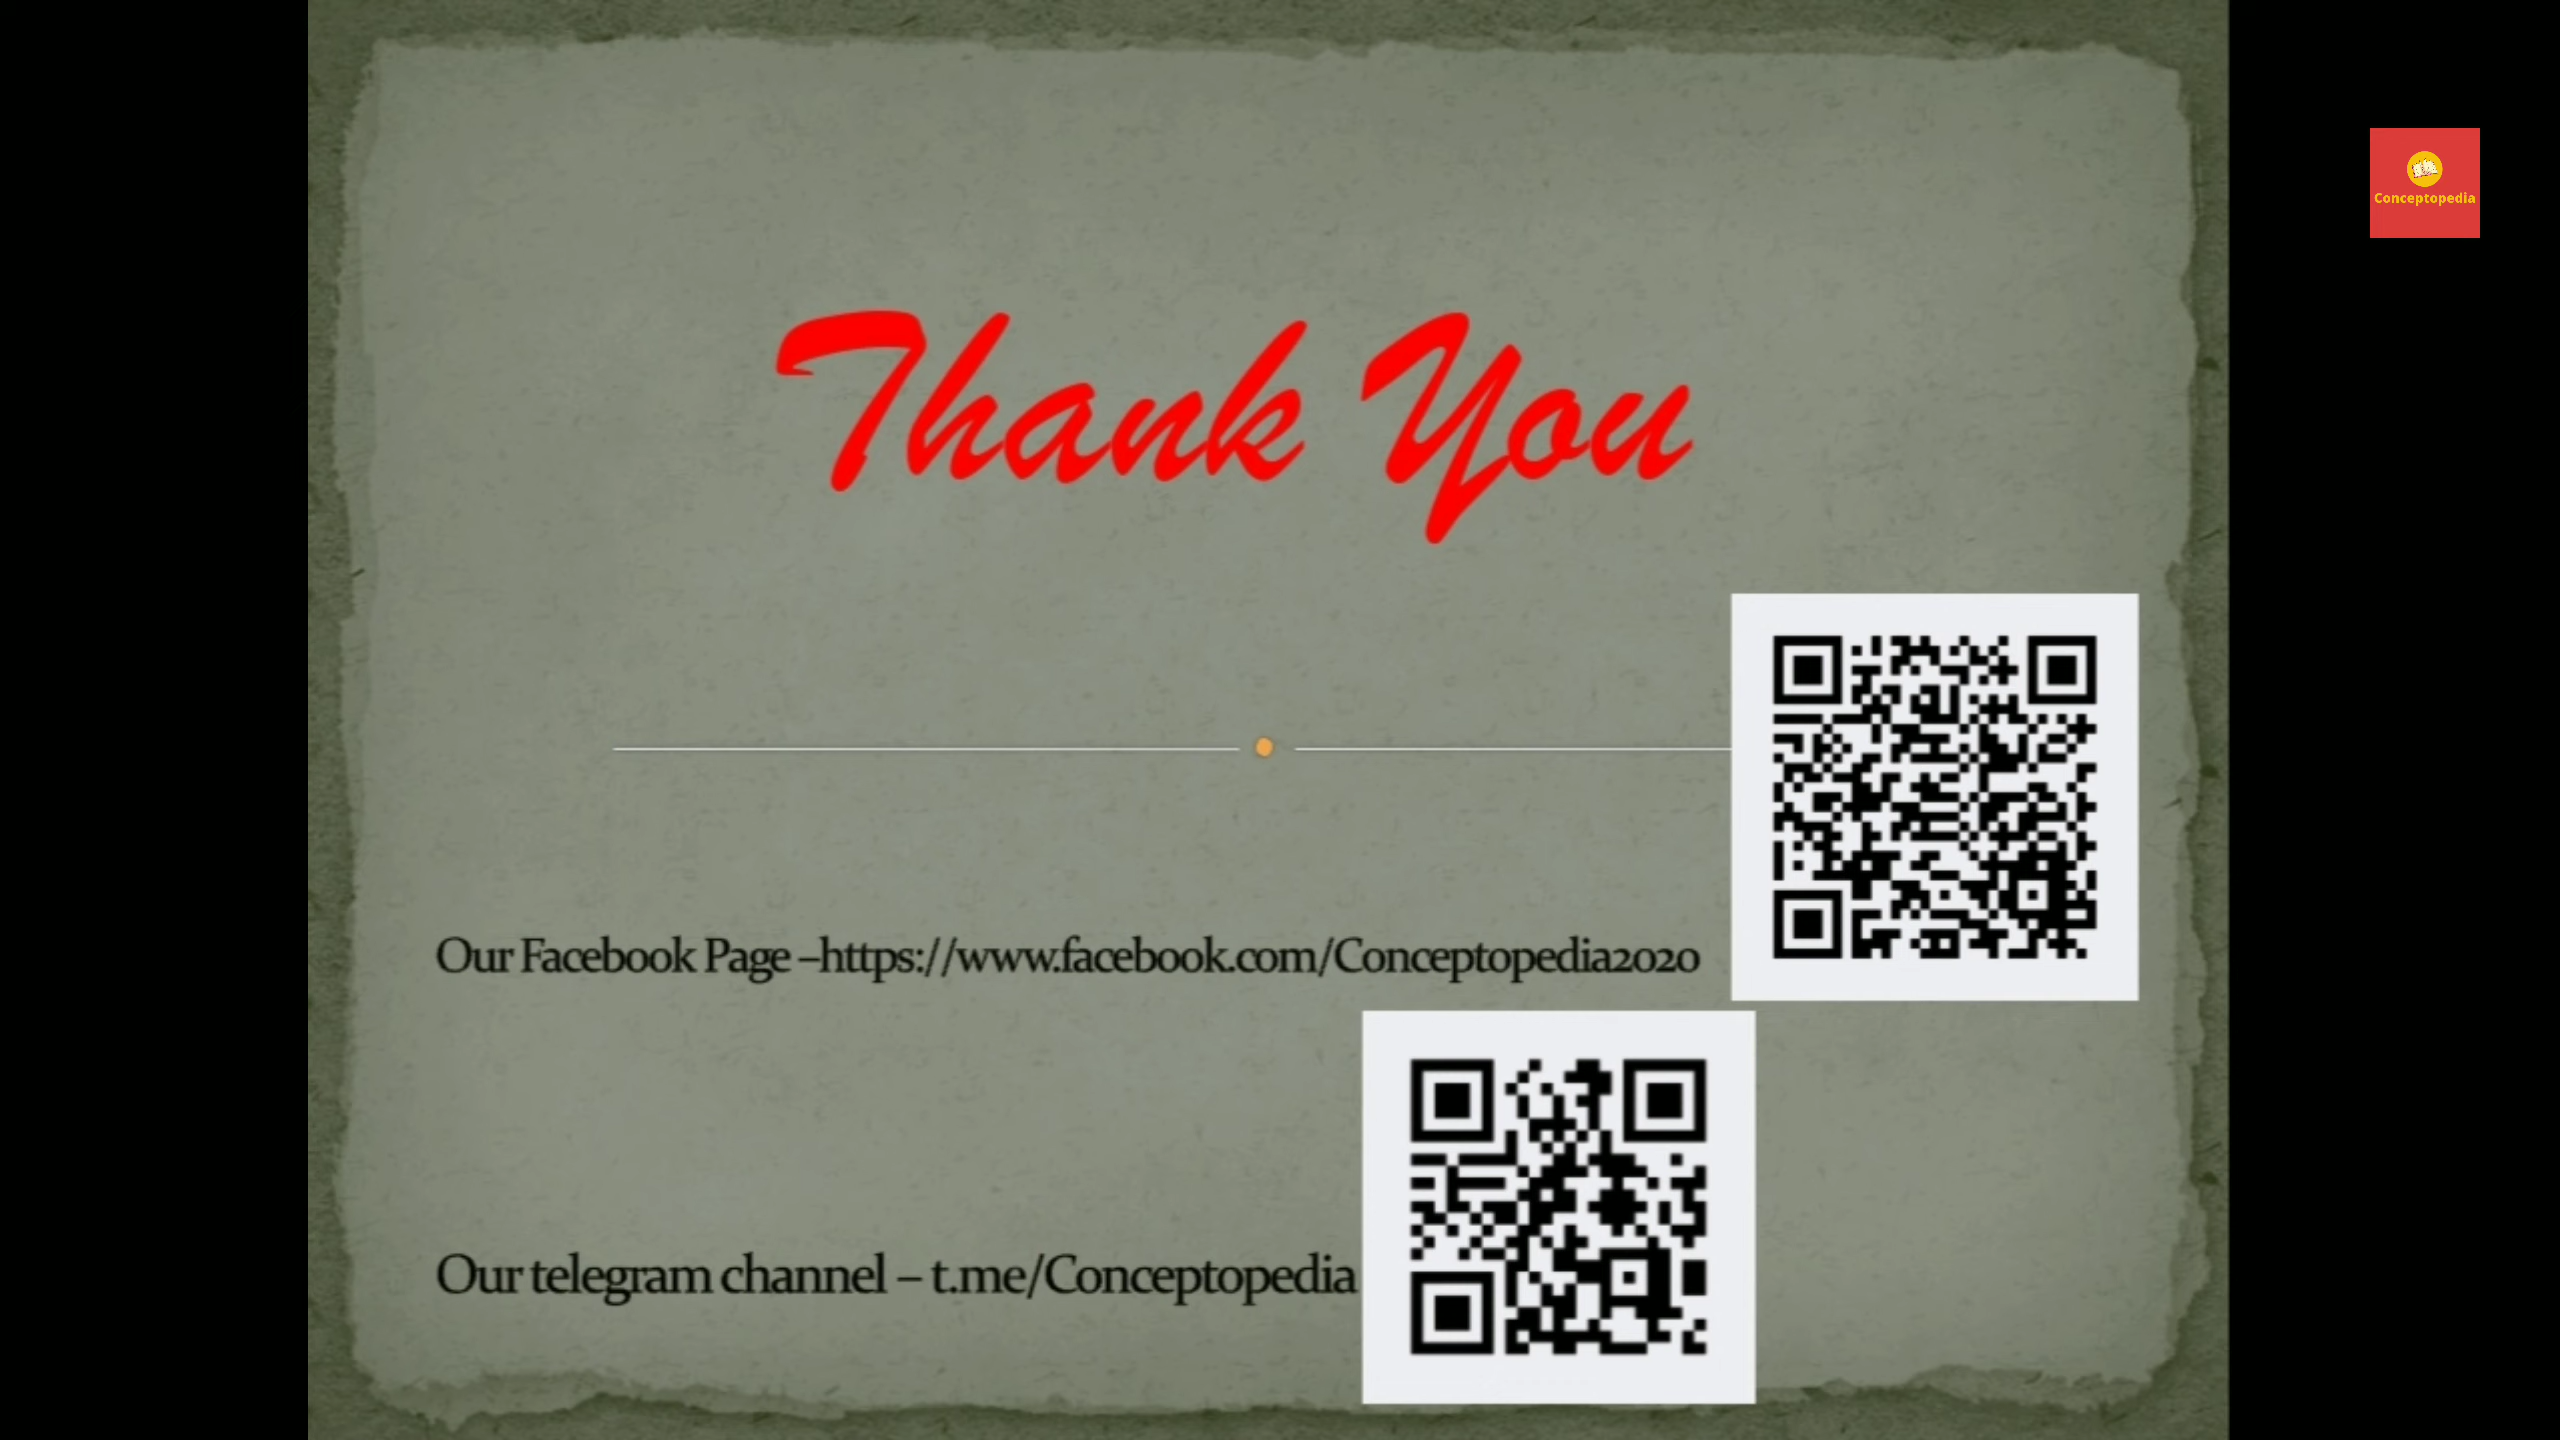 Conceptopedia
Thank You
Our Facebook Page –https://www.facebook.com/Conceptopedia2020
Our telegram channel – t.me/Conceptopedia